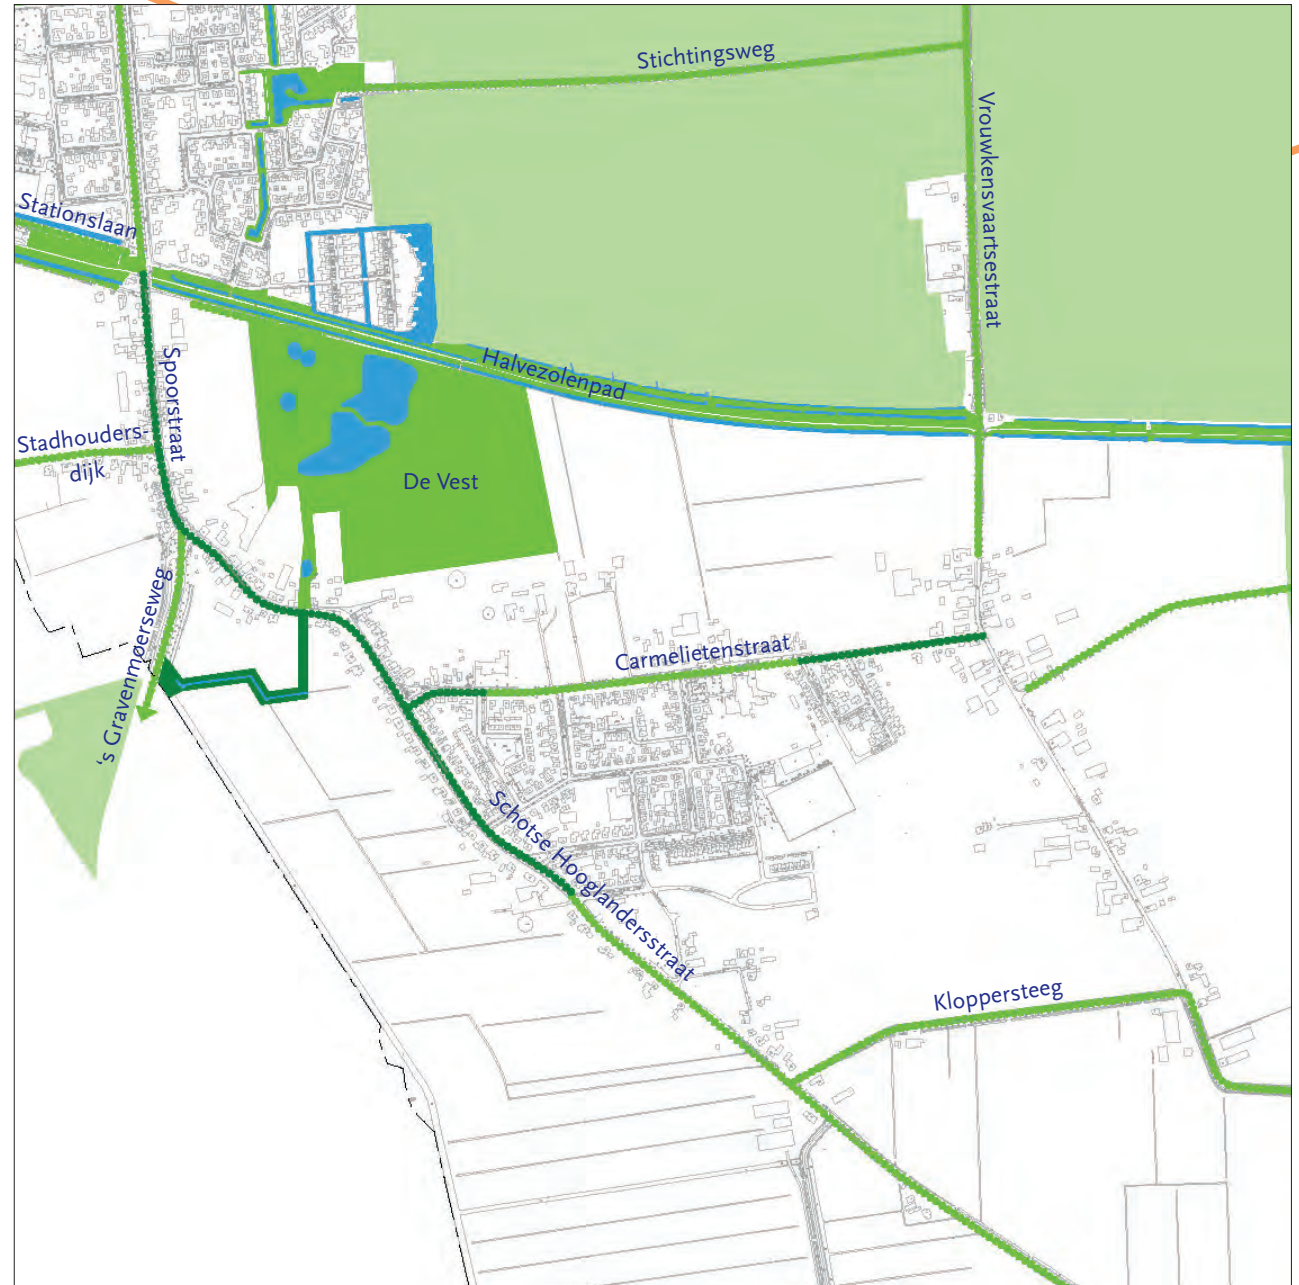 Stichtingsweg
Vrouwkensvaartsestraat
Stationslaan
Halvezolenpad
Spoorstraat
Stadhouders-
dijk
De Vest
's Gravenmoerseweg
Carmelietenstraat
Schotse Hooglandersstraat
Kloppersteeg